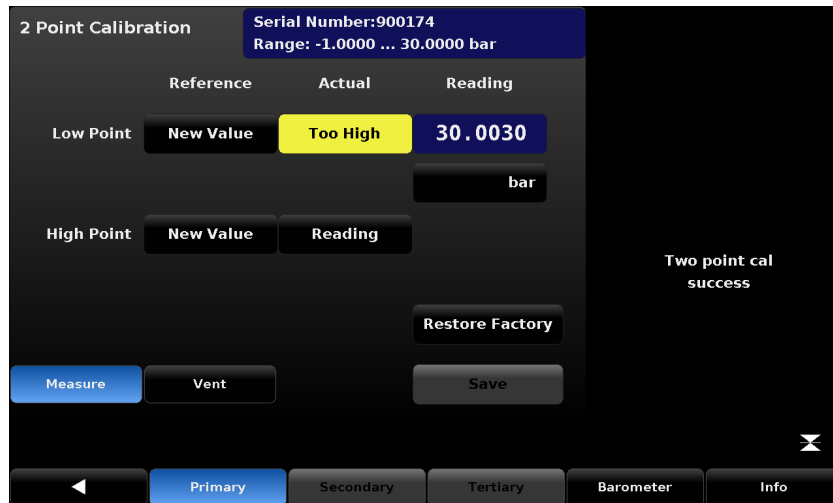 2 Point Calibration
Serial Number:900174
Range: -1.0000 ... 30.0000 bar
Reference Actual Reading
Low Point New Value Too High 30.0030
bar
High Point New Value Reading
Two point cal
success
Restore Factory
Measure Vent Save
Primary Secondary Tertiary Barometer Info